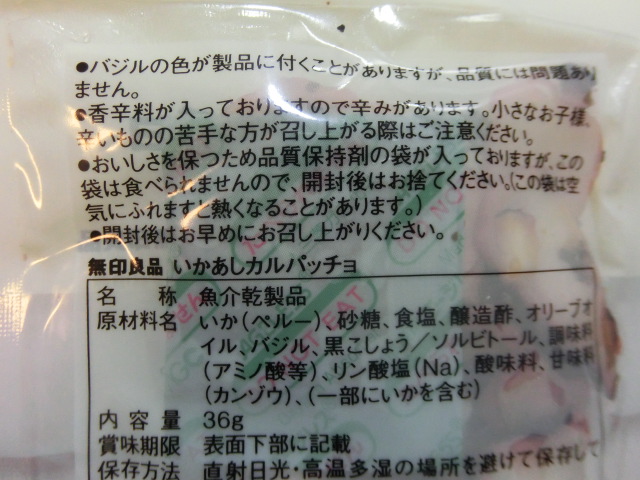 ●バジルの色が製品に付くことがありますが、品質には問題あり
ません。
●香辛料が入っておりますので辛みがあります。小さなお子様、
辛いものの苦手な方が召し上がる際はご注意ください。
●おいしさを保つため品質保持剤の袋が入っておりますが、この
袋は食べられませんので、開封後はお捨てください。(この袋は空
気にふれますと熱くなることがあります。)
●開封後はお早めにお召し上がりください。
無印良品 いかあしカルパッチョ
名 称 魚介乾製品
原材料名 いか(ペルー)、砂糖、食塩、醸造酢、オリーブオ
イル、バジル、黒こしょう/ソルビトール、調味料
(アミノ酸等)、リン酸塩(Na)、酸味料、甘味料
(カンゾウ)、(一部にいかを含む)
内 容 量 36g
賞味期限 表面下部に記載
保存方法 直射日光・高温多湿の場所を避けて保存して